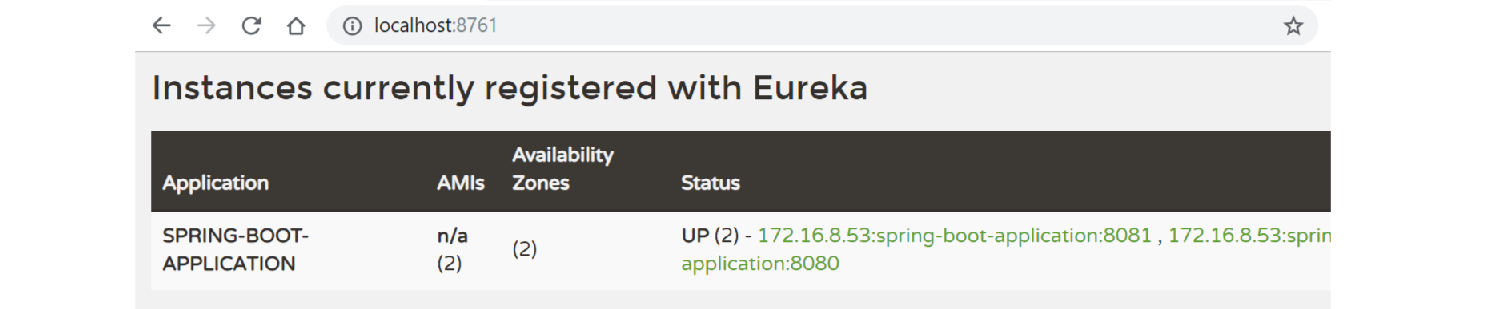 localhost:8761
Instances currently registered with Eureka
Availability
Application AMIs Zones Status
SPRING-BOOT- n/a UP (2) - 172.16.8.53:spring-boot-application:8081 , 172.16.8.53:sprin
(2)
APPLICATION (2) application:8080